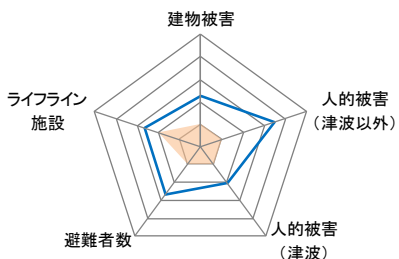 建物被害
人的被害
（津波以外）
人的被害
（津波）
避難者数
ライフライン
施設